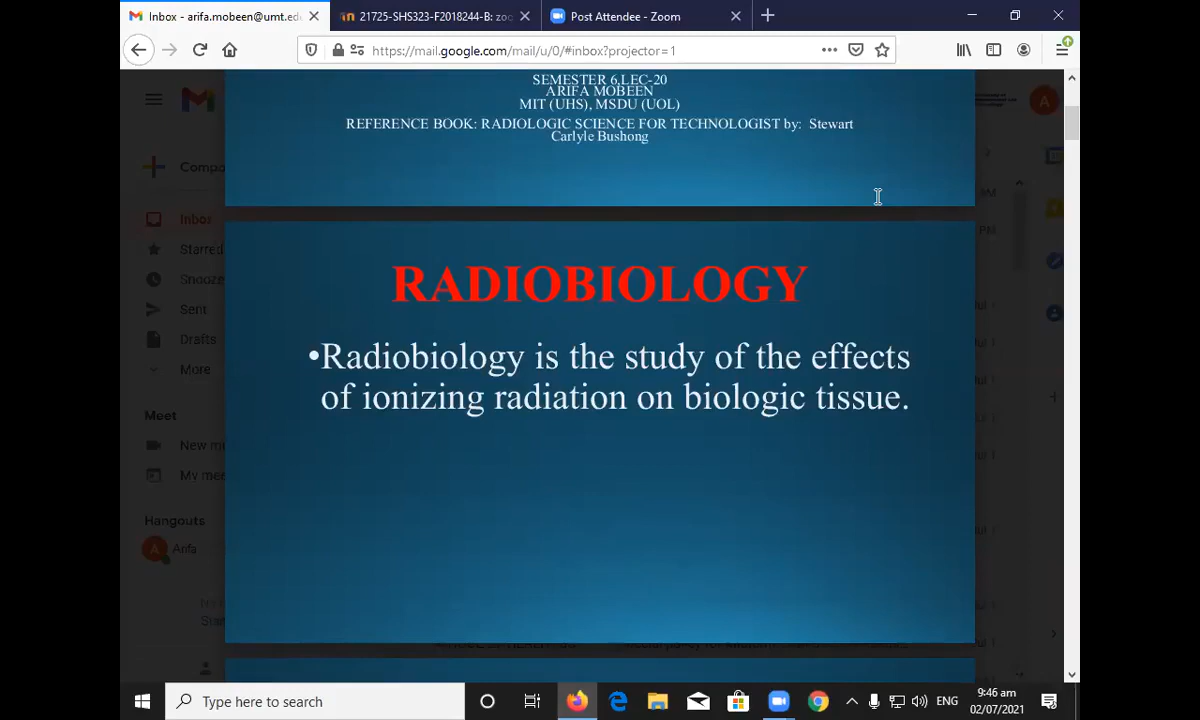 Inbox - arifa.mobeen@umt.ed
21725-SHS323-F2018244-B: zo
Post Attendee - Zoom
https://mail.google.com/mail/u/0/#inbox?projector=1
SEMESTER 6,LEC-20
ARIFA MOBEEN
MIT (UHS), MSDU (UOL)
REFERENCE BOOK: RADIOLOGIC SCIENCE FOR TECHNOLOGIST by: Stewart
Carlyle Bushong
A
Compo
Inbox
Starred
Snooze
Sent
Drafts
More
Meet
New m
My mee
Hangouts
A Arifa
RADIOBIOLOGY
•Radiobiology is the study of the effects
of ionizing radiation on biologic tissue.
Type here to search
ENG
9:46 am
02/07/2021